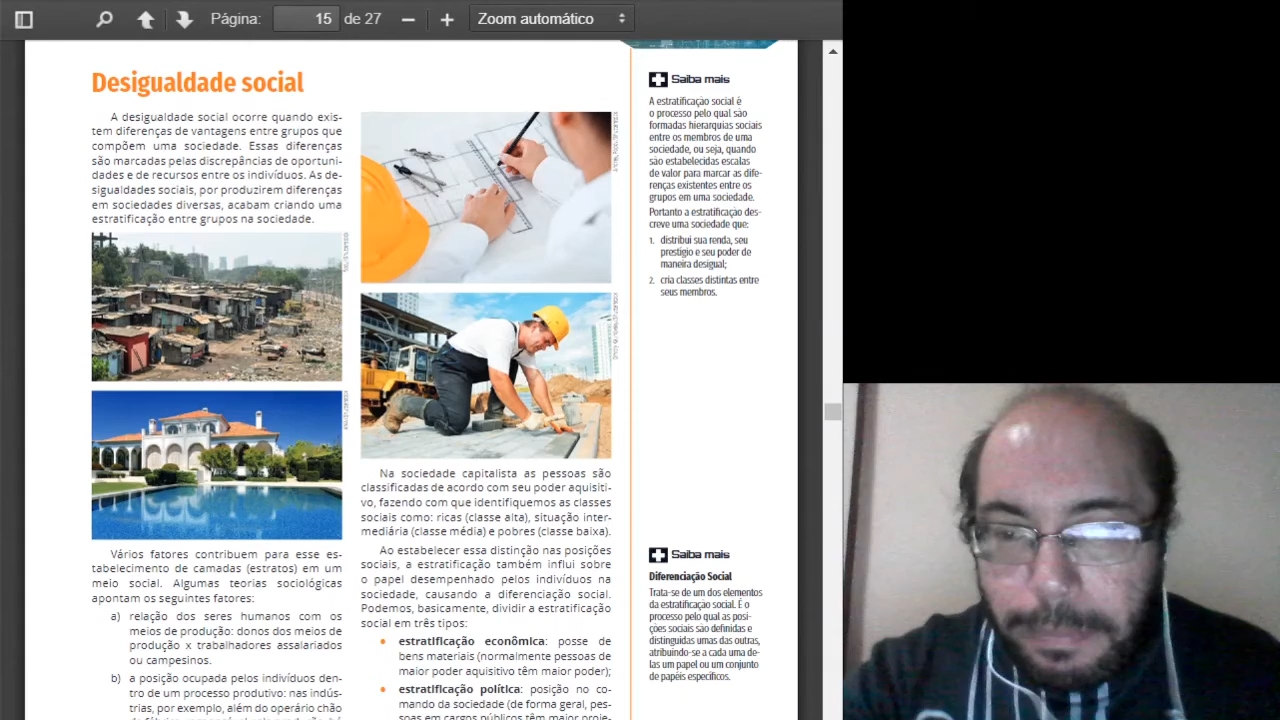 Página:
15
de 27
Zoom automático
Desigualdade social
A desigualdade social ocorre quando exis-
tem diferenças de vantagens entre grupos que
compõem uma sociedade. Essas diferenças
são marcadas pelas discrepâncias de oportuni-
dades e de recursos entre os indivíduos. As de-
sigualdades sociais, por produzirem diferenças
em sociedades diversas, acabam criando uma
estratificação entre grupos na sociedade.
Vários fatores contribuem para esse es-
tabelecimento de camadas (estratos) em um
meio social. Algumas teorias sociológicas
apontam os seguintes fatores:
a) relação dos seres humanos com os
meios de produção: donos dos meios de
produção x trabalhadores assalariados
ou campesinos.
b) a posição ocupada pelos indivíduos den-
tro de um processo produtivo: nas indús-
trias, por exemplo, além do operário chão
Na sociedade capitalista as pessoas são
classificadas de acordo com seu poder aquisiti-
vo, fazendo com que identifiquemos as classes
sociais como: ricas (classe alta), situação inter-
mediária (classe média) e pobres (classe baixa).
Ao estabelecer essa distinção nas posições
sociais, a estratificação também influi sobre
o papel desempenhado pelos indivíduos na
sociedade, causando a diferenciação social.
Podemos, basicamente, dividir a estratificação
social em três tipos:
• estratificação econômica: posse de
bens materiais (normalmente pessoas de
maior poder aquisitivo têm maior poder);
• estratificação política: posição no co-
mando da sociedade (de forma geral, pes-
soas em cargos públicos têm maior proje-
Saiba mais
A estratificação social é
o processo pelo qual são
formadas hierarquias sociais
entre os membros de uma
sociedade, ou seja, quando
são estabelecidas escalas
de valor para marcar as dife-
renças existentes entre os
grupos em uma sociedade.
Portanto a estratificação des-
creve uma sociedade que:
1. distribui sua renda, seu
prestígio e seu poder de
maneira desigual;
2. cria classes distintas entre
seus membros.
Saiba mais
Diferenciação Social
Trata-se de um dos elementos
da estratificação social. É o
processo pelo qual as posi-
ções sociais são definidas e
distinguidas umas das outras,
atribuindo-se a cada uma de-
las um papel ou um conjunto
de papéis específicos.